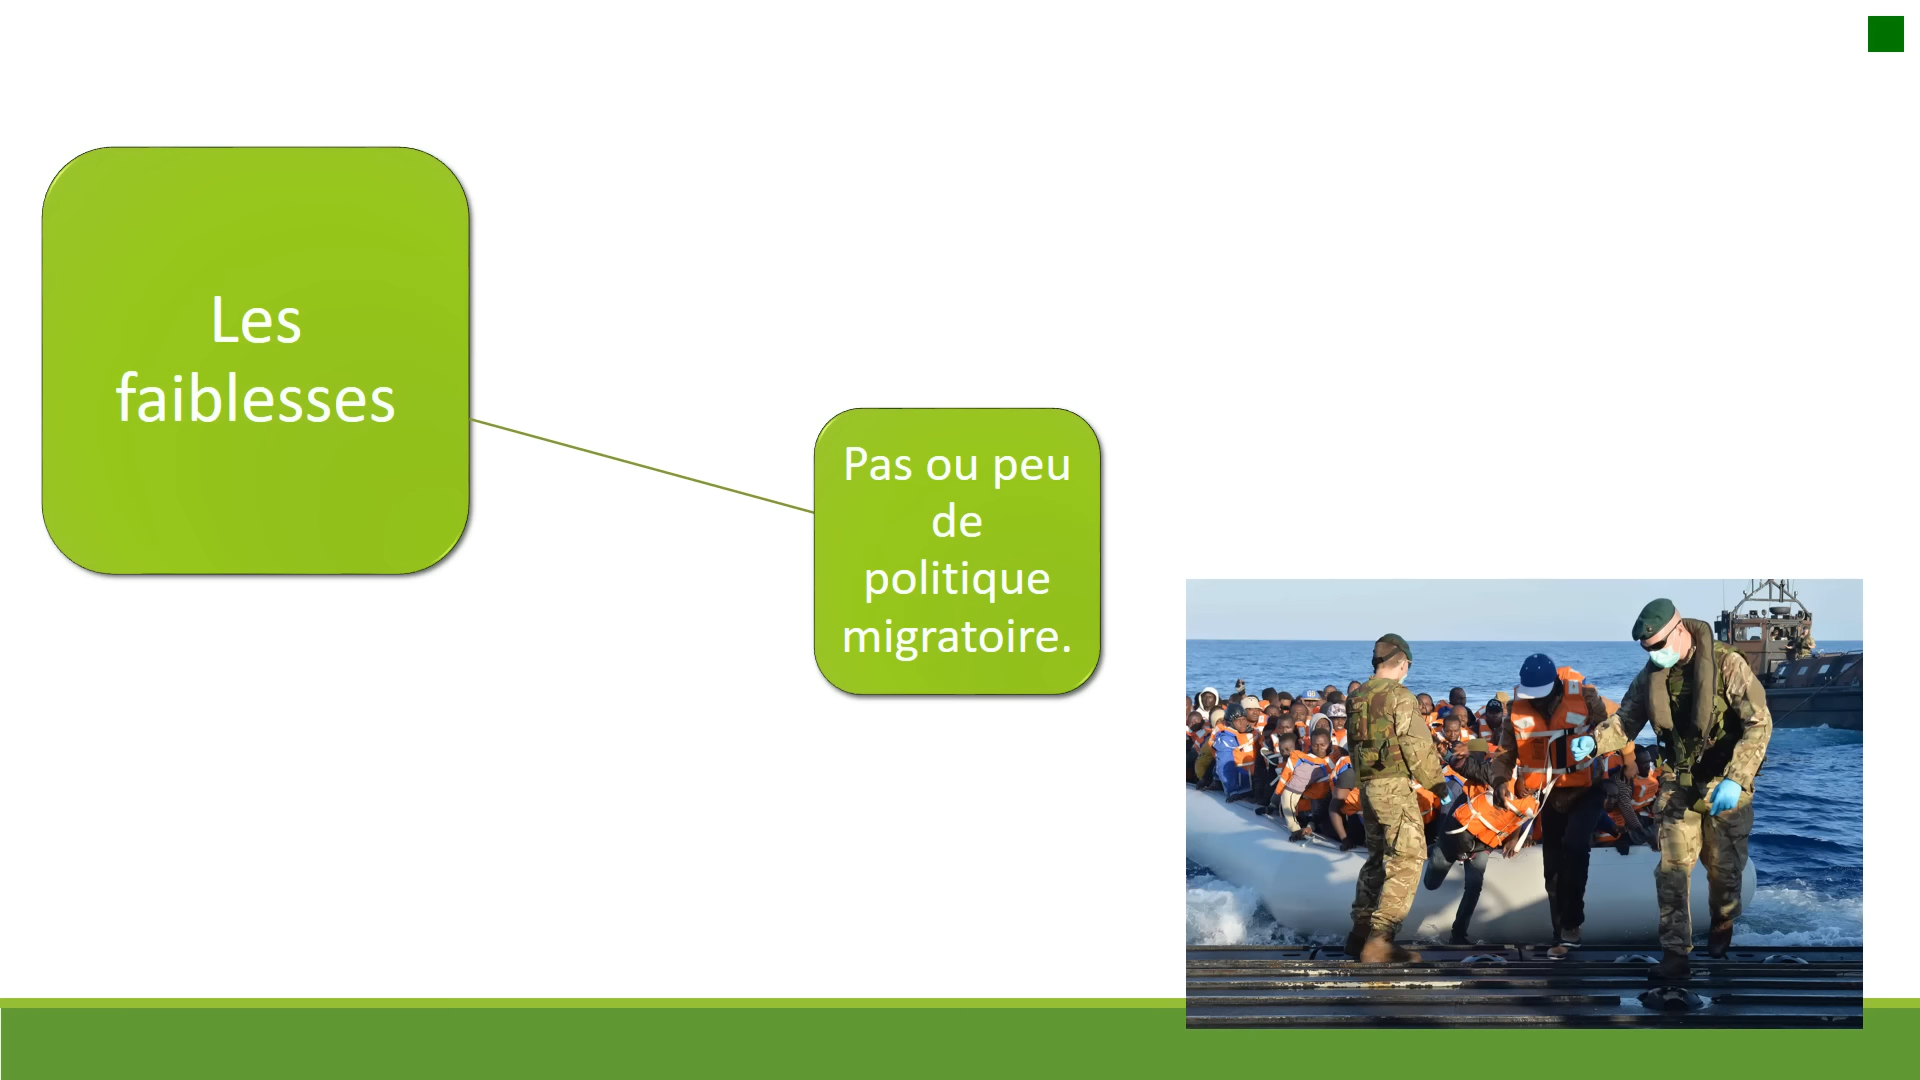 Les
faiblesses
Pas ou peu
de
politique
migratoire.